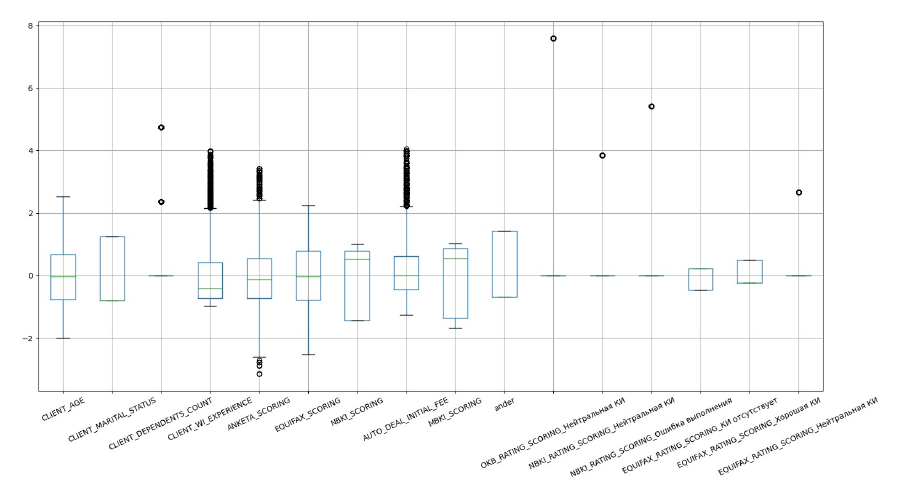 8
6
4
2
0
−2
CLIENT_AGE
CLIENT_MARITAL_STATUS
CLIENT_DEPENDENTS_COUNT
CLIENT_WI_EXPERIENCE
ANKETA_SCORING
EQUIFAX_SCORING
NBKI_SCORING
AUTO_DEAL_INITIAL_FEE
MBKI_SCORING
ander
OKB_RATING_SCORING_Нейтральная КИ
NBKI_RATING_SCORING_Нейтральная КИ
NBKI_RATING_SCORING_Ошибка выполнения
EQUIFAX_RATING_SCORING_КИ отсутствует
EQUIFAX_RATING_SCORING_Хорошая КИ
EQUIFAX_RATING_SCORING_Нейтральная КИ